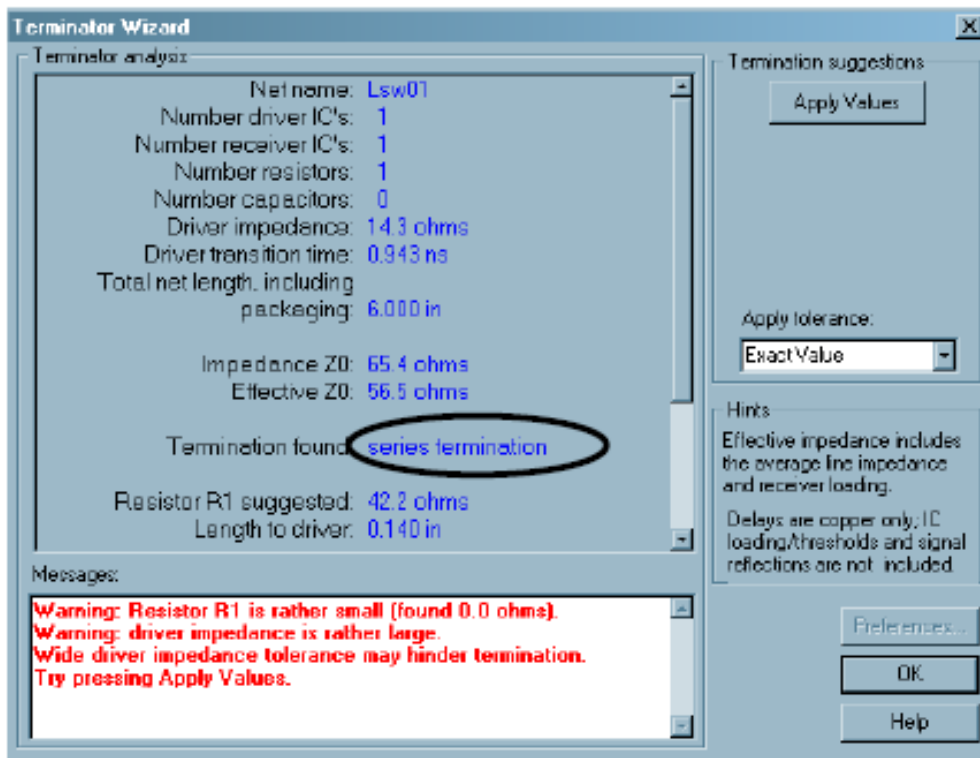 Terminator Wizard
Terminator analysis
Net name: Lsw01
Number driver IC's: 1
Number receiver IC's: 1
Number resistors: 1
Number capacitors: 0
Driver impedance: 14.3 ohms
Driver transition time: 0.943 ns
Total net length, including
packaging: 6.000 in
Impedance Z0: 65.4 ohms
Effective Z0: 56.5 ohms
Termination found series termination
Resistor R1 suggested: 42.2 ohms
Length to driver: 0.140 in
Messages:
Warning: Resistor R1 is rather small (found 0.0 ohms).
Warning: driver impedance is rather large.
Wide driver impedance tolerance may hinder termination.
Try pressing Apply Values.
Termination suggestions
Apply Values
Apply tolerance:
Exact Value
Hints
Effective impedance includes
the average line impedance
and receiver loading.
Delays are copper only; IC
loading/thresholds and signal
reflections are not included.
Preferences...
OK
Help